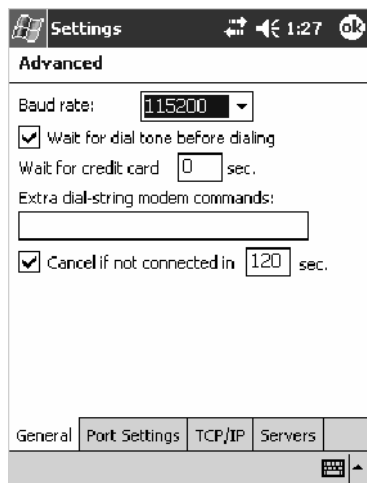 Settings 1:27 ok
Advanced
Baud rate: 115200
Wait for dial tone before dialing
Wait for credit card 0 sec.
Extra dial-string modem commands:
Cancel if not connected in 120 sec.
General Port Settings TCP/IP Servers